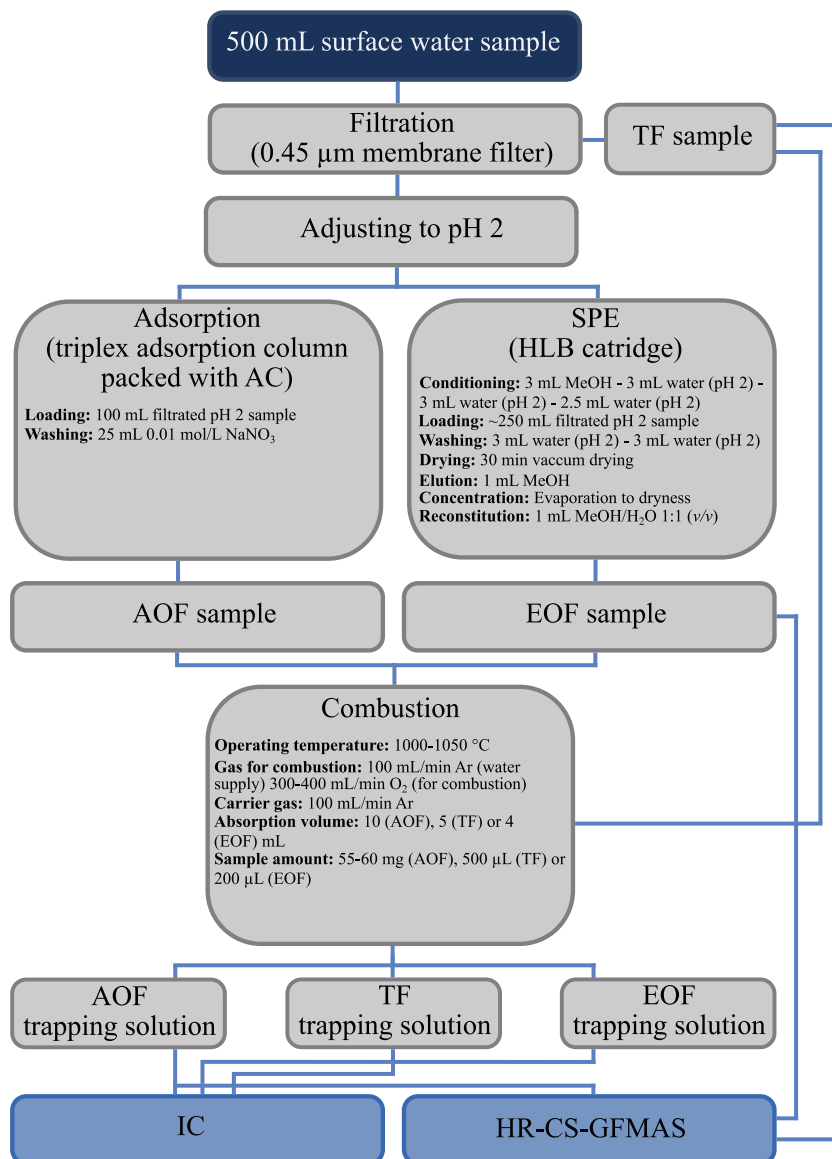 500 mL surface water sample
Filtration
(0.45 µm membrane filter)
TF sample
Adjusting to pH 2
Adsorption
(triplex adsorption column
packed with AC)
Loading: 100 mL filtrated pH 2 sample
Washing: 25 mL 0.01 mol/L NaNO₃
SPE
(HLB catridge)
Conditioning: 3 mL MeOH - 3 mL water (pH 2) -
3 mL water (pH 2) - 2.5 mL water (pH 2)
Loading: ~250 mL filtrated pH 2 sample
Washing: 3 mL water (pH 2) - 3 mL water (pH 2)
Drying: 30 min vaccum drying
Elution: 1 mL MeOH
Concentration: Evaporation to dryness
Reconstitution: 1 mL MeOH/H₂O 1:1 (v/v)
AOF sample
EOF sample
Combustion
Operating temperature: 1000-1050 °C
Gas for combustion: 100 mL/min Ar (water
supply) 300-400 mL/min O₂ (for combustion)
Carrier gas: 100 mL/min Ar
Absorption volume: 10 (AOF), 5 (TF) or 4
(EOF) mL
Sample amount: 55-60 mg (AOF), 500 µL (TF) or
200 µL (EOF)
AOF
trapping solution
TF
trapping solution
EOF
trapping solution
IC
HR-CS-GFMAS